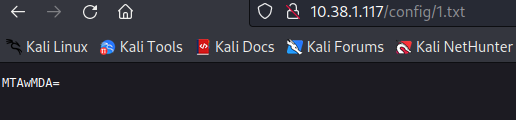 10.38.1.117/config/1.txt
Kali Linux Kali Tools Kali Docs Kali Forums Kali NetHunter
MTAwMDA=